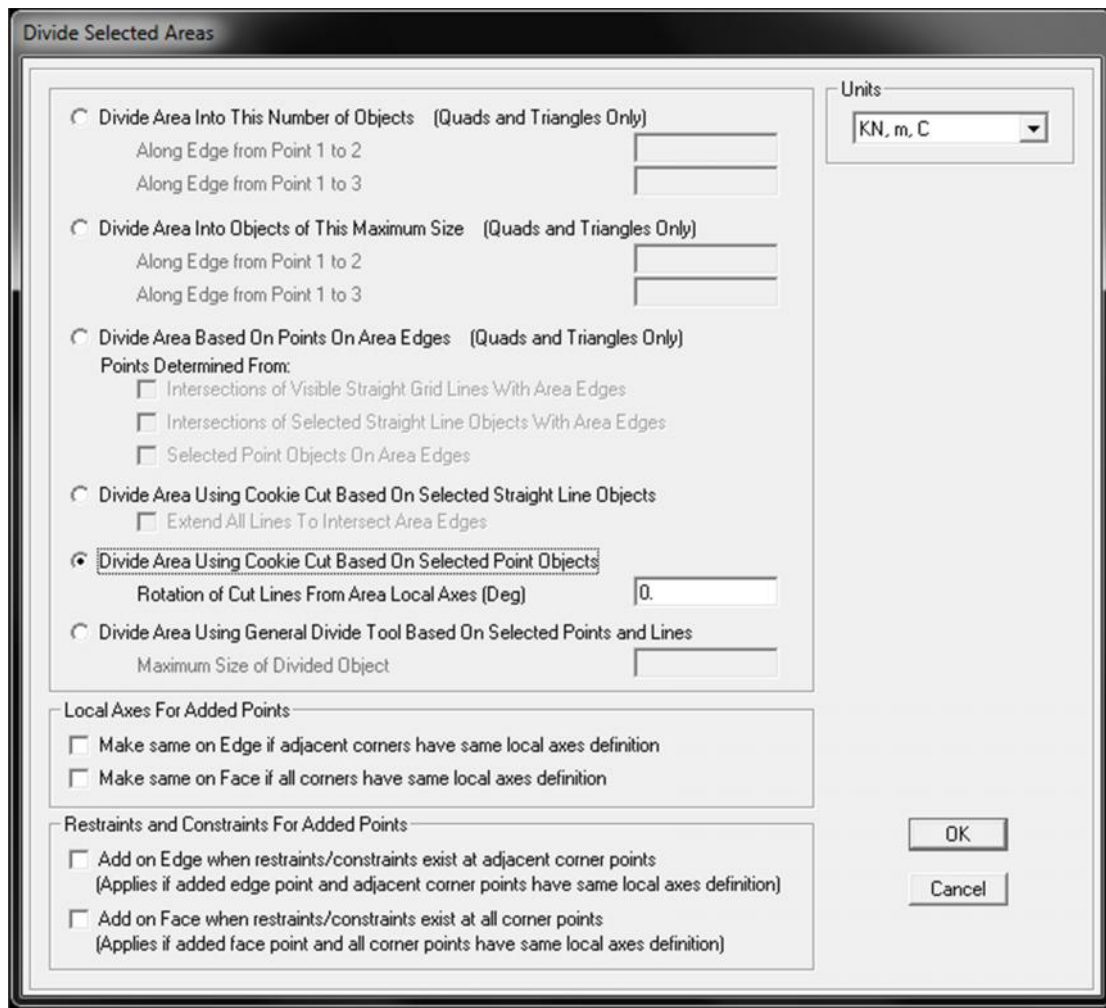 Divide Selected Areas
Divide Area Into This Number of Objects (Quads and Triangles Only)
Along Edge from Point 1 to 2
Along Edge from Point 1 to 3
Divide Area Into Objects of This Maximum Size (Quads and Triangles Only)
Along Edge from Point 1 to 2
Along Edge from Point 1 to 3
Divide Area Based On Points On Area Edges (Quads and Triangles Only)
Points Determined From:
Intersections of Visible Straight Grid Lines With Area Edges
Intersections of Selected Straight Line Objects With Area Edges
Selected Point Objects On Area Edges
Divide Area Using Cookie Cut Based On Selected Straight Line Objects
Extend All Lines To Intersect Area Edges
Divide Area Using Cookie Cut Based On Selected Point Objects
Rotation of Cut Lines From Area Local Axes (Deg) 0.
Divide Area Using General Divide Tool Based On Selected Points and Lines
Maximum Size of Divided Object
Local Axes For Added Points
Make same on Edge if adjacent corners have same local axes definition
Make same on Face if all corners have same local axes definition
Restraints and Constraints For Added Points
Add on Edge when restraints/constraints exist at adjacent corner points
(Applies if added edge point and adjacent corner points have same local axes definition)
Add on Face when restraints/constraints exist at all corner points
(Applies if added face point and all corner points have same local axes definition)
Units
KN, m, C
OK
Cancel